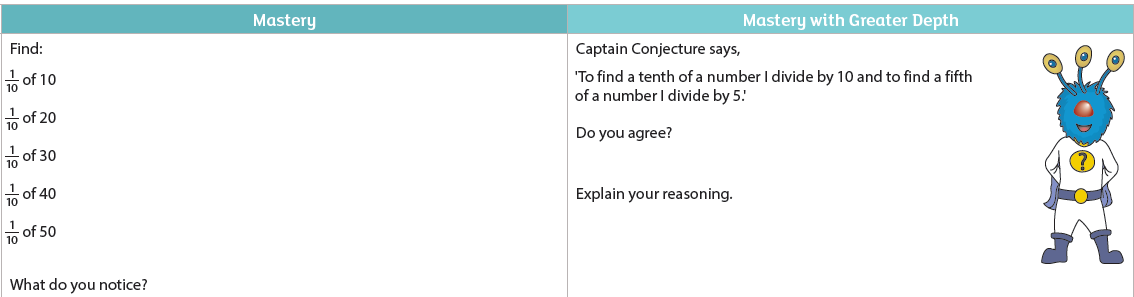 Mastery
Find:
1/10 of 10
1/10 of 20
1/10 of 30
1/10 of 40
1/10 of 50
What do you notice?
Mastery with Greater Depth
Captain Conjecture says,
'To find a tenth of a number I divide by 10 and to find a fifth
of a number I divide by 5.'
Do you agree?
Explain your reasoning.
?